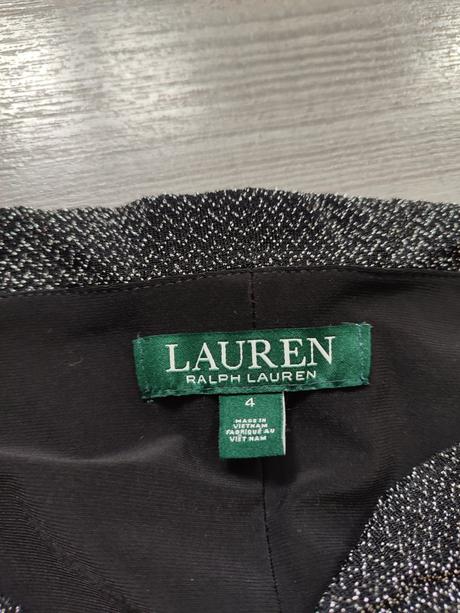 LAUREN
RALPH LAUREN
4
MADE IN
VIETNAM
FABRIQUÉ AU
VIET NAM